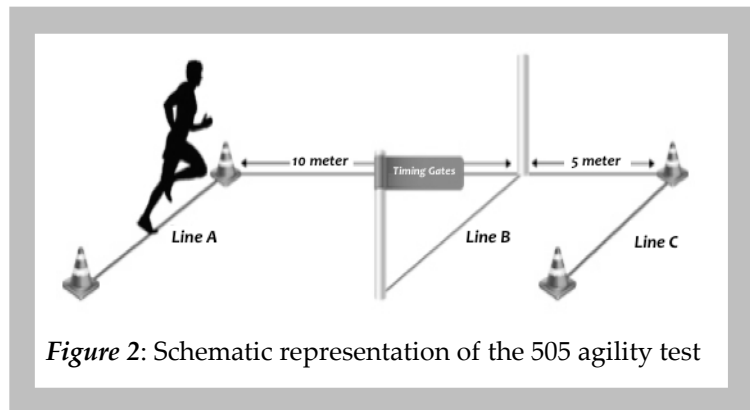 10 meter
Timing Gates
5 meter
Line A
Line B
Line C
Figure 2: Schematic representation of the 505 agility test